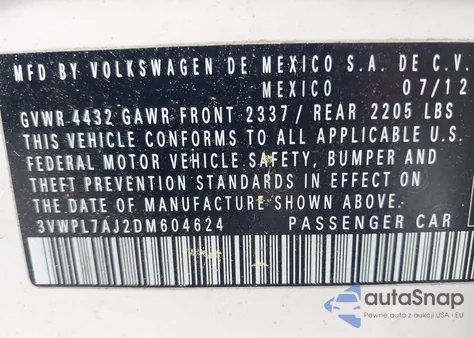 MFD BY VOLKSWAGEN DE MEXICO S.A. DE C.V.
MEXICO 07/12
GVWR 4432 GAWR FRONT 2337 / REAR 2205 LBS
THIS VEHICLE CONFORMS TO ALL APPLICABLE U.S.
FEDERAL MOTOR VEHICLE SAFETY, BUMPER AND
THEFT PREVENTION STANDARDS IN EFFECT ON
THE DATE OF MANUFACTURE SHOWN ABOVE.
3VWPL7AJ2DM604624 PASSENGER CAR
autoSnap
Pewne auta z aukcji USA i EU